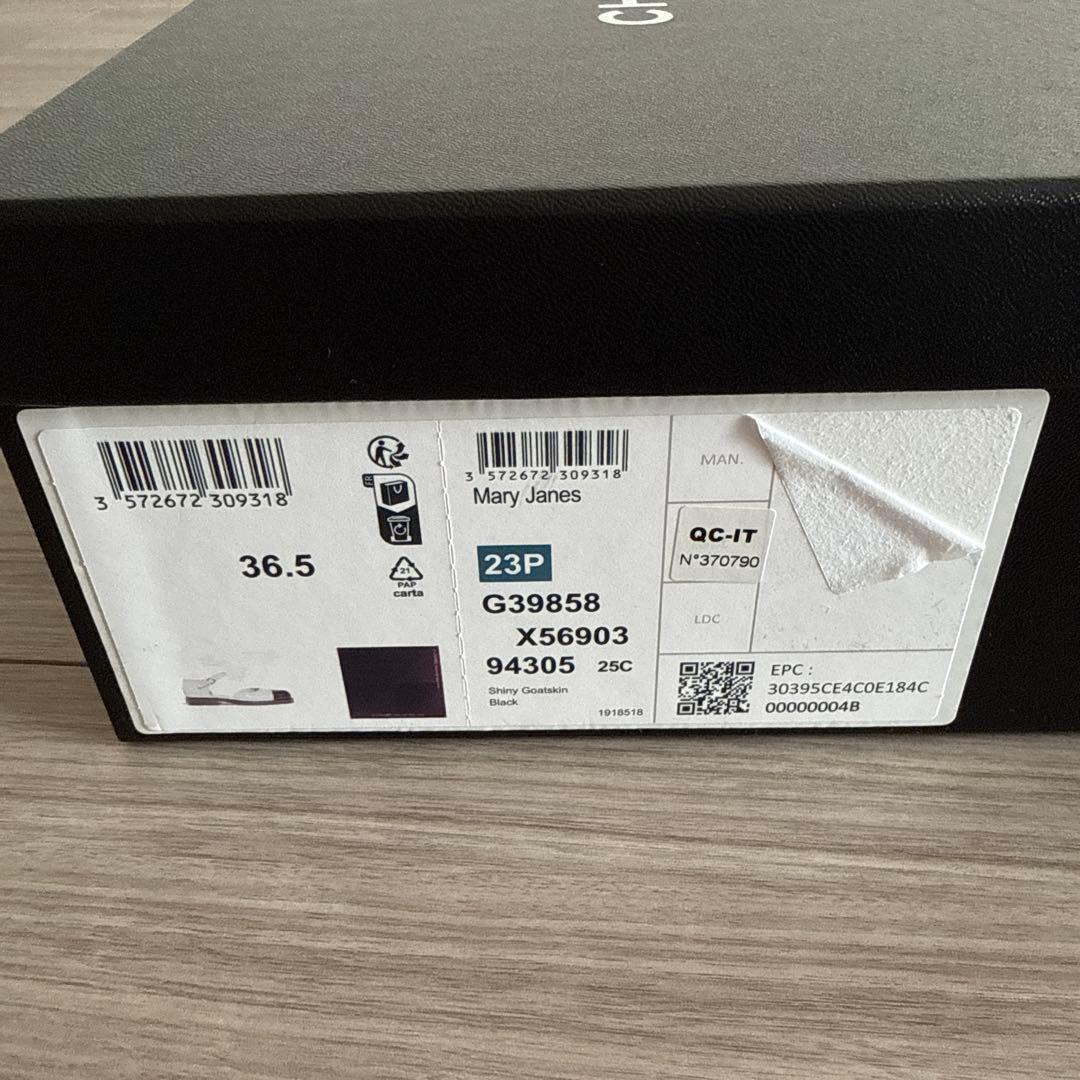 CH
3 572672 309318
FR
36.5
21
PAP
carta
3 572672 309318
Mary Janes
23P
G39858
X56903
94305 25C
Shiny Goatskin
Black
1918518
MAN.
QC-IT
N°370790
LDC
EPC :
30395CE4C0E184C
00000004B